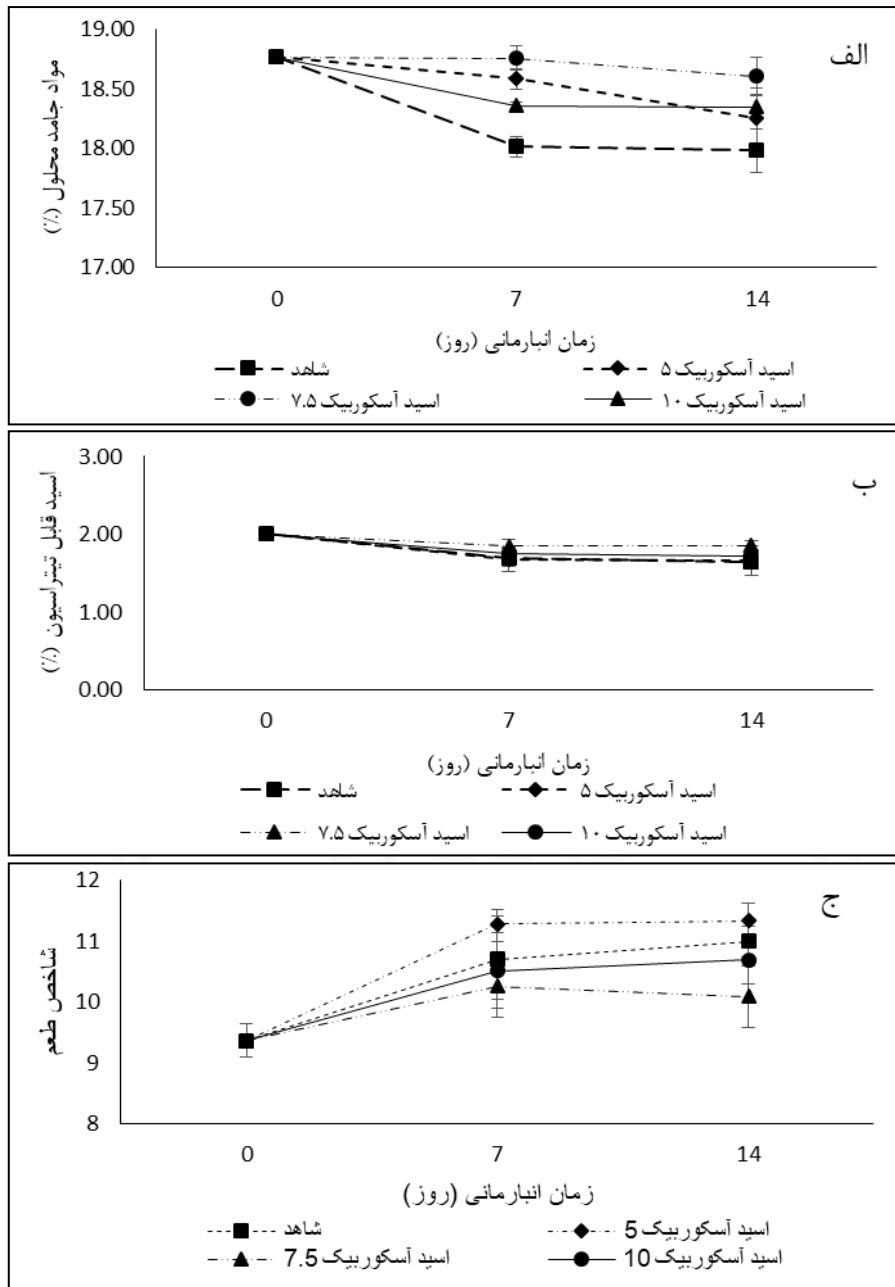 الف
مواد جامد محلول (٪)
19.00
18.50
18.00
17.50
17.00
0 7 14
زمان انبارمانی (روز)
شاهد
اسید آسکوربیک ۵
اسید آسکوربیک ۷.۵
اسید آسکوربیک ۱۰
ب
اسید قابل تیتراسیون (٪)
3.00
2.00
1.00
0.00
0 7 14
زمان انبارمانی (روز)
شاهد
اسید آسکوربیک ۵
اسید آسکوربیک ۷.۵
اسید آسکوربیک ۱۰
ج
شاخص طعم
12
11
10
9
8
0 7 14
زمان انبارمانی (روز)
شاهد
اسید آسکوربیک 5
اسید آسکوربیک 7.5
اسید آسکوربیک 10